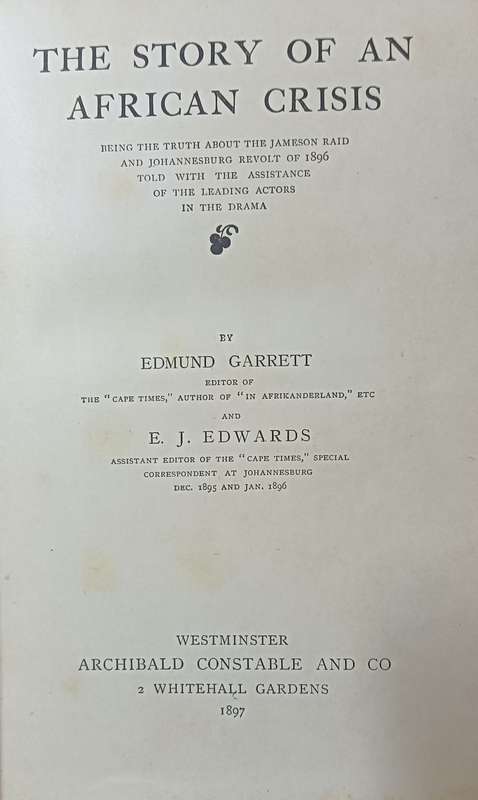 THE STORY OF AN
AFRICAN CRISIS
BEING THE TRUTH ABOUT THE JAMESON RAID
AND JOHANNESBURG REVOLT OF 1896
TOLD WITH THE ASSISTANCE
OF THE LEADING ACTORS
IN THE DRAMA
BY
EDMUND GARRETT
EDITOR OF
THE "CAPE TIMES," AUTHOR OF "IN AFRIKANDERLAND," ETC
AND
E. J. EDWARDS
ASSISTANT EDITOR OF THE "CAPE TIMES," SPECIAL
CORRESPONDENT AT JOHANNESBURG
DEC. 1895 AND JAN. 1896
WESTMINSTER
ARCHIBALD CONSTABLE AND CO
2 WHITEHALL GARDENS
1897